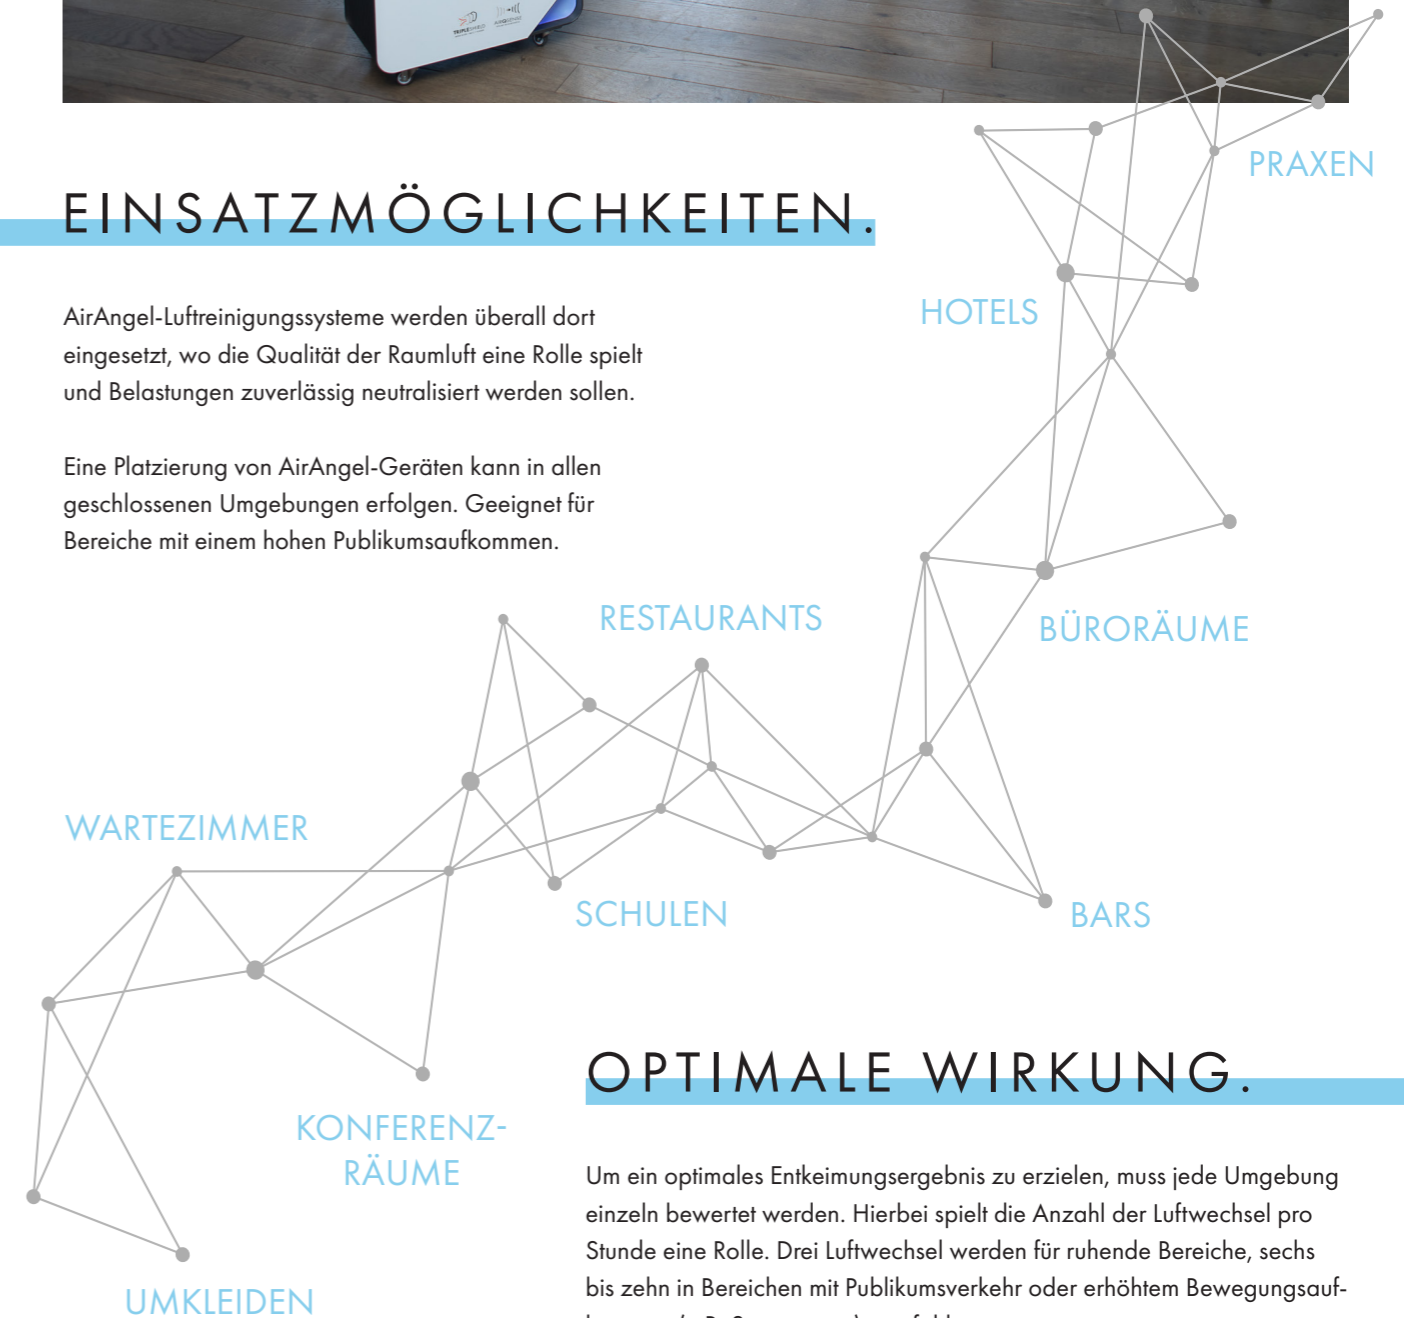 TRIPLESHIELD
PRAXEN
EINSATZMÖGLICHKEITEN.
HOTELS
AirAngel-Luftreinigungssysteme werden überall dort
eingesetzt, wo die Qualität der Raumluft eine Rolle spielt
und Belastungen zuverlässig neutralisiert werden sollen.
Eine Platzierung von AirAngel-Geräten kann in allen
geschlossenen Umgebungen erfolgen. Geeignet für
Bereiche mit einem hohen Publikumsaufkommen.
RESTAURANTS
BÜRORÄUME
WARTEZIMMER
SCHULEN
BARS
KONFERENZ-
RÄUME
UMKLEIDEN
OPTIMALE WIRKUNG.
Um ein optimales Entkeimungsergebnis zu erzielen, muss jede Umgebung
einzeln bewertet werden. Hierbei spielt die Anzahl der Luftwechsel pro
Stunde eine Rolle. Drei Luftwechsel werden für ruhende Bereiche, sechs
bis zehn in Bereichen mit Publikumsverkehr oder erhöhtem Bewegungsauf-